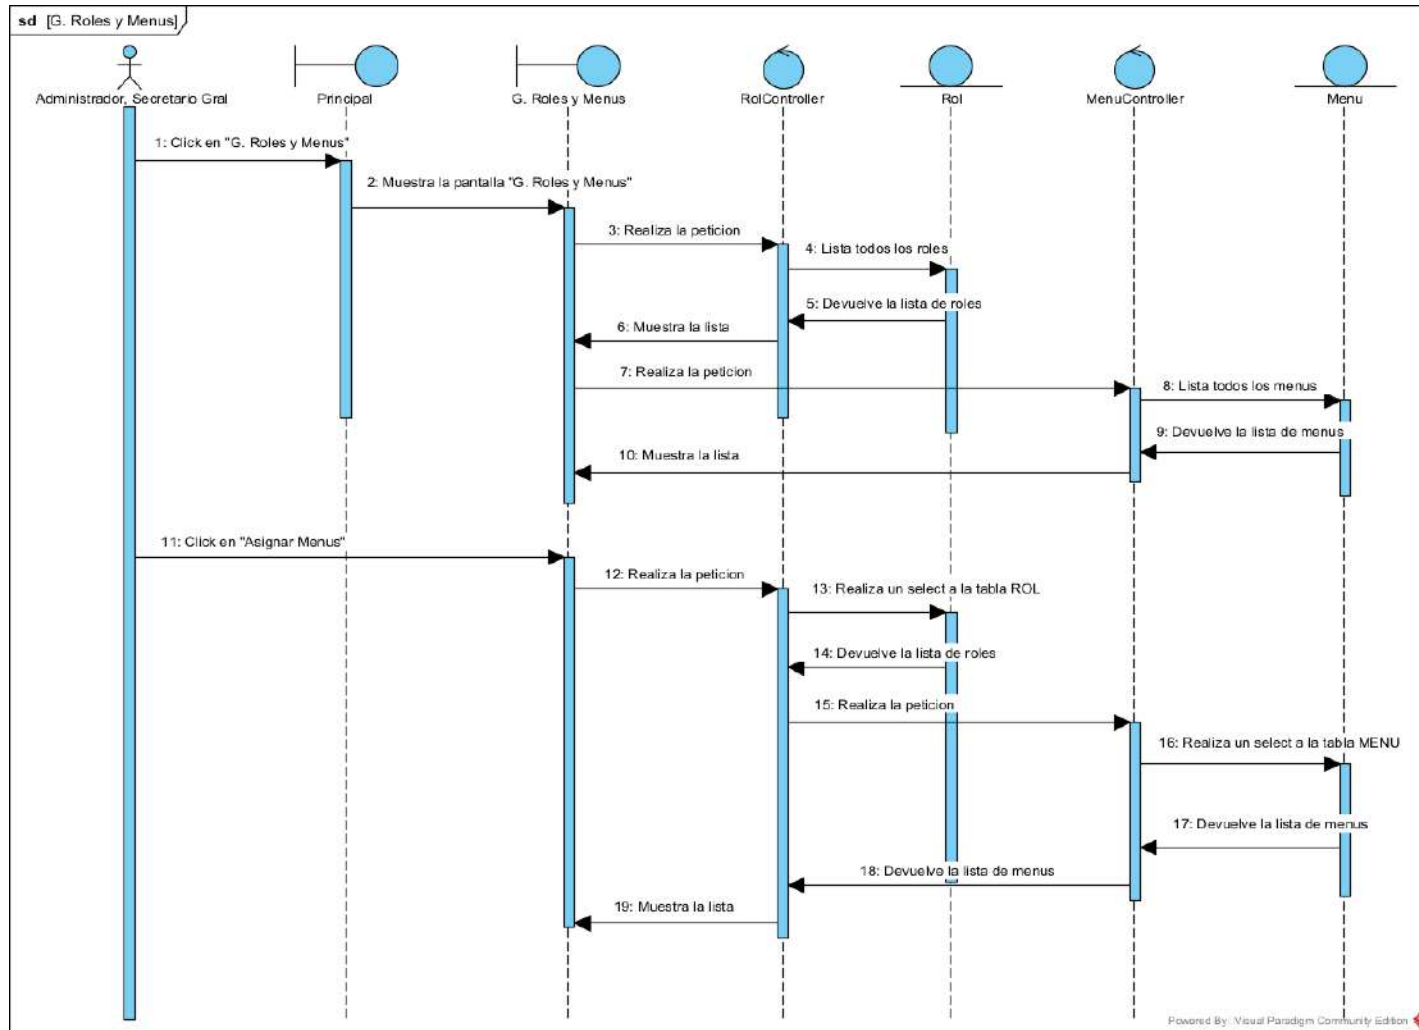 sd [G. Roles y Menus]
Administrador, Secretario Gral
Principal
G. Roles y Menus
RolController
Rol
MenuController
Menu
1: Click en "G. Roles y Menus"
2: Muestra la pantalla "G. Roles y Menus"
3: Realiza la peticion
4: Lista todos los roles
5: Devuelve la lista de roles
6: Muestra la lista
7: Realiza la peticion
8: Lista todos los menus
9: Devuelve la lista de menus
10: Muestra la lista
11: Click en "Asignar Menus"
12: Realiza la peticion
13: Realiza un select a la tabla ROL
14: Devuelve la lista de roles
15: Realiza la peticion
16: Realiza un select a la tabla MENU
17: Devuelve la lista de menus
18: Devuelve la lista de menus
19: Muestra la lista
Powered By: Visual Paradigm Community Edition